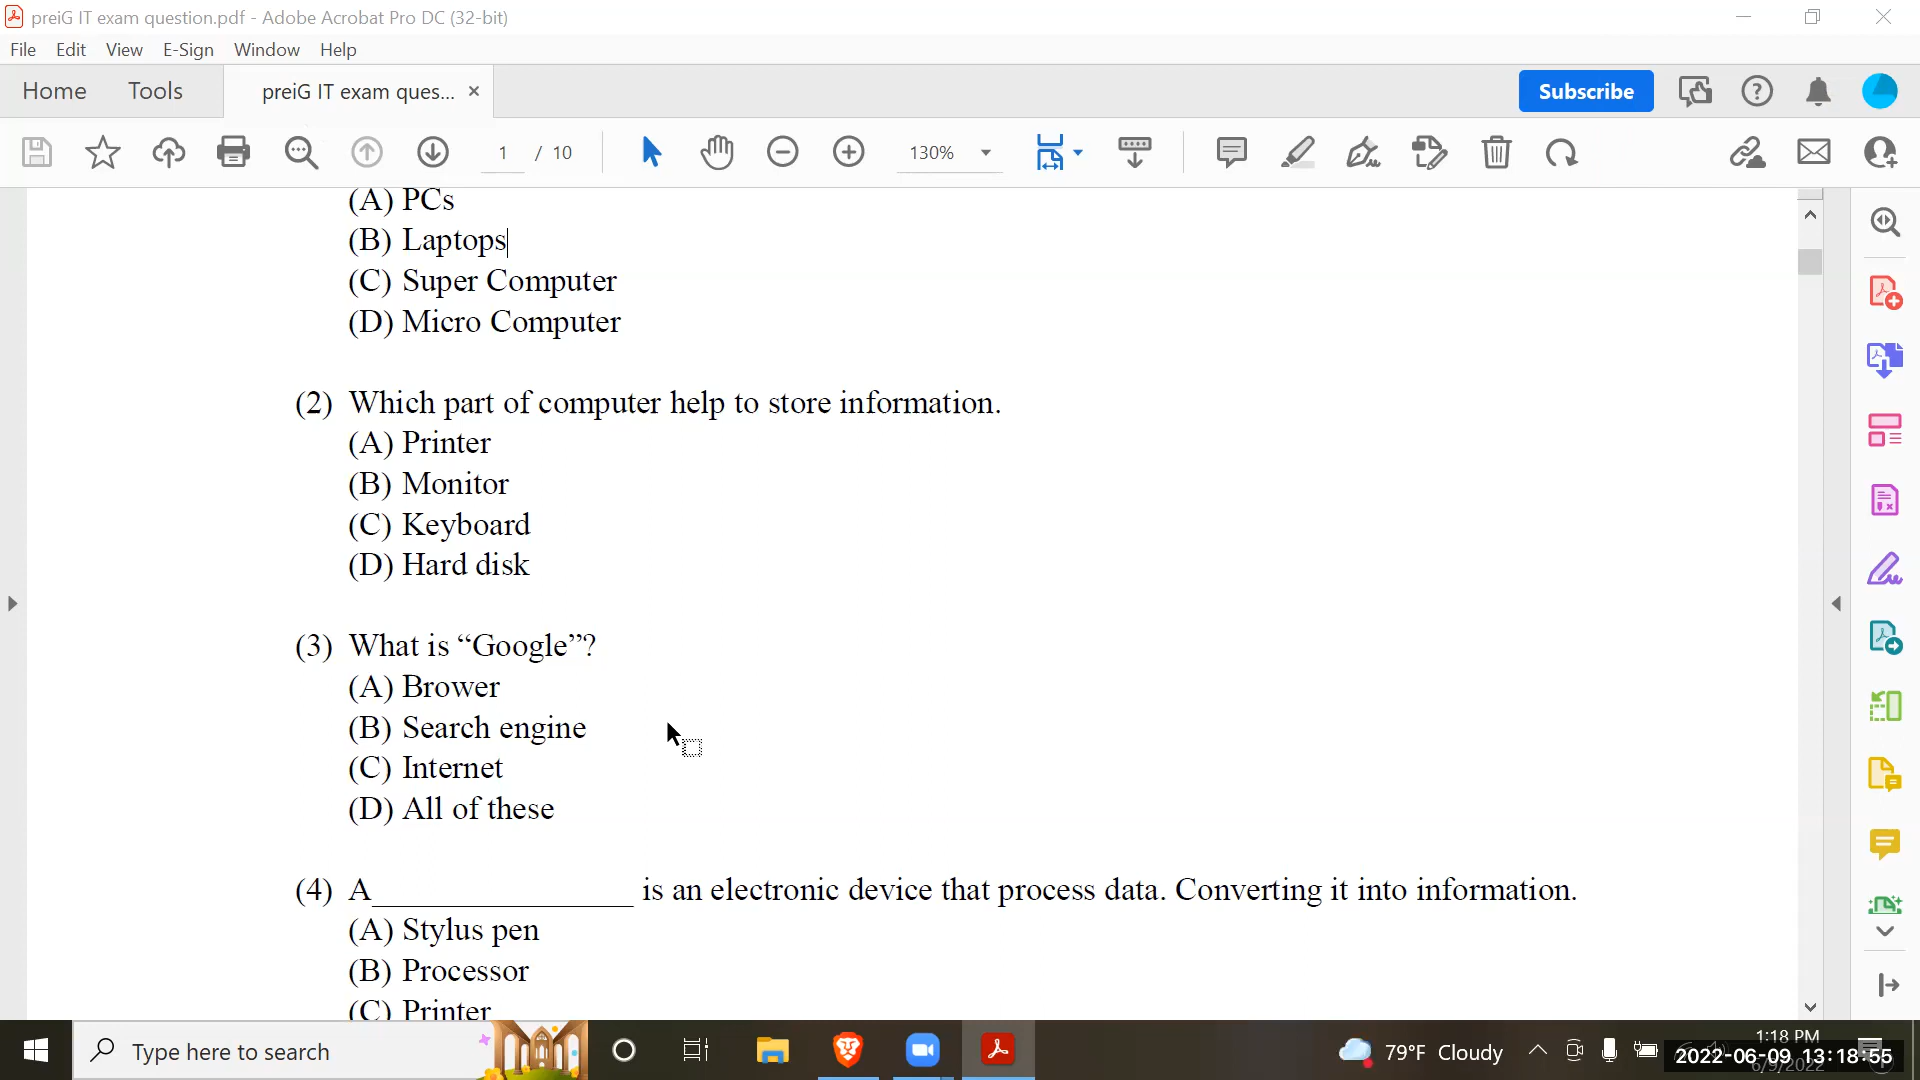 preiG IT exam question.pdf - Adobe Acrobat Pro DC (32-bit)
File Edit View E-Sign Window Help
Home Tools preiG IT exam ques... × Subscribe
1 / 10 130%
(A) PCs
(B) Laptops
(C) Super Computer
(D) Micro Computer
(2) Which part of computer help to store information.
(A) Printer
(B) Monitor
(C) Keyboard
(D) Hard disk
(3) What is “Google”?
(A) Brower
(B) Search engine
(C) Internet
(D) All of these
(4) A________________ is an electronic device that process data. Converting it into information.
(A) Stylus pen
(B) Processor
(C) Printer
Type here to search
79°F Cloudy
1:18 PM
2022-06-09 13:18:55
6/9/2022